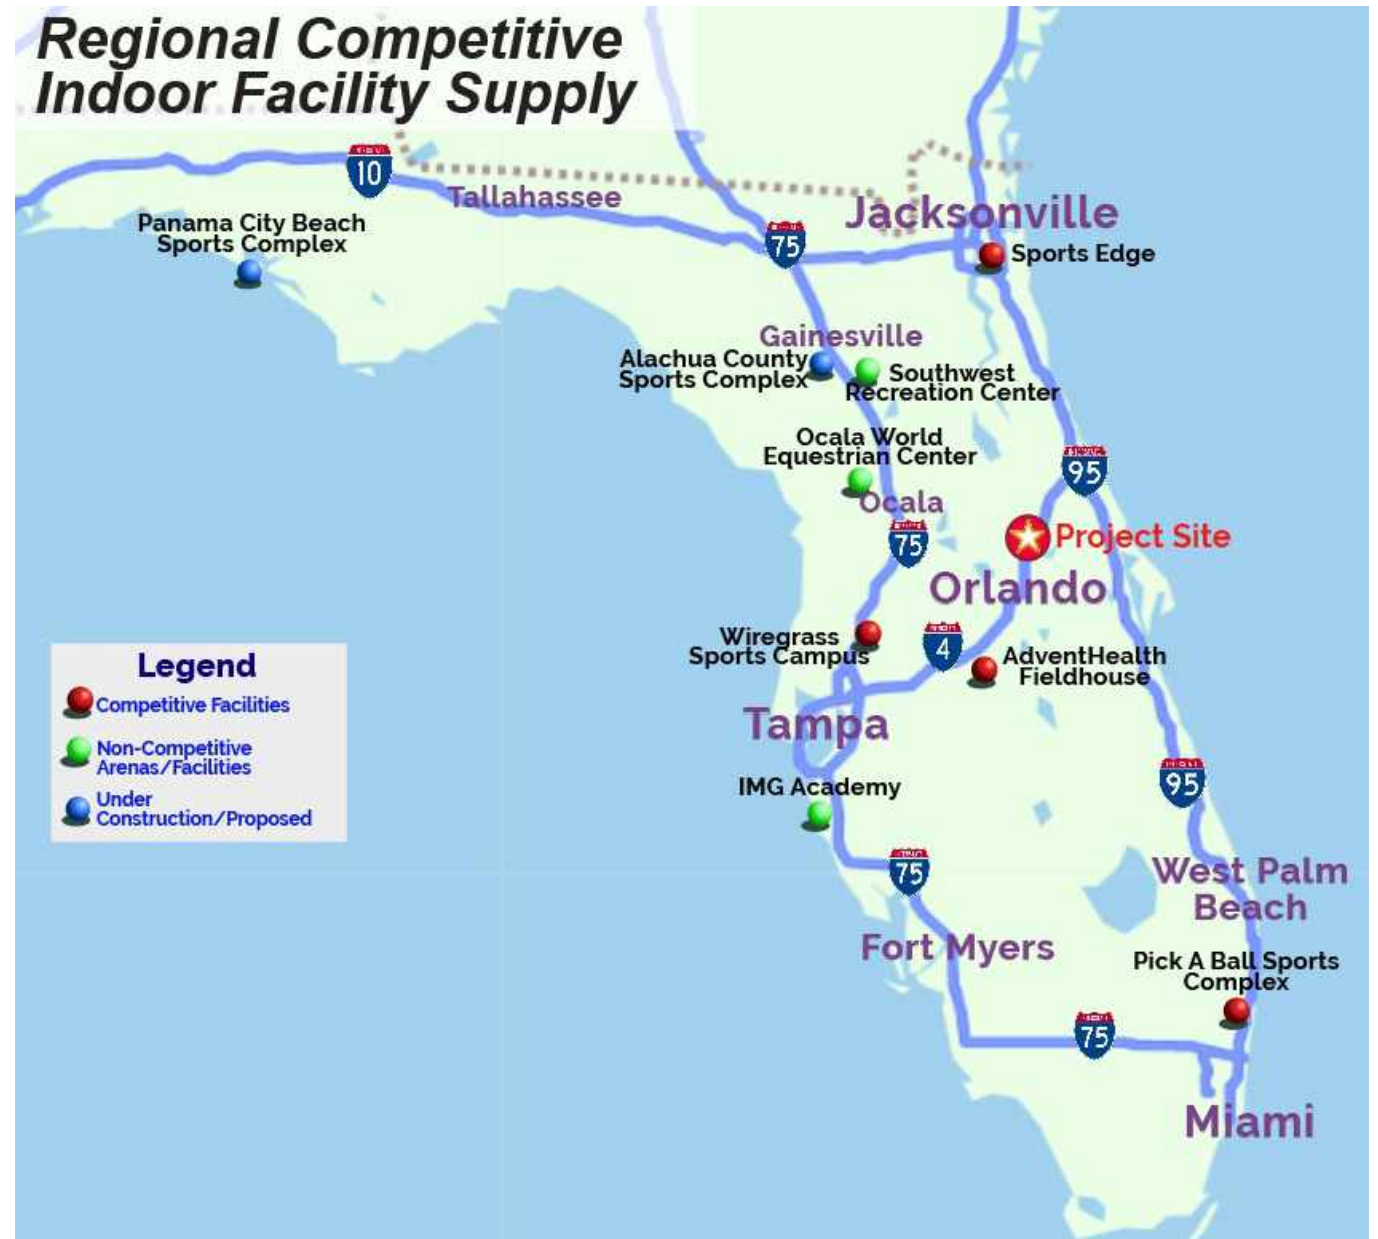 Regional Competitive
Indoor Facility Supply
10
Tallahassee
Panama City Beach
Sports Complex
Jacksonville
75
Sports Edge
Gainesville
Alachua County
Sports Complex
Southwest
Recreation Center
Ocala World
Equestrian Center
95
Ocala
75
Project Site
Orlando
Wiregrass
Sports Campus
4
AdventHealth
Fieldhouse
Legend
Competitive Facilities
Non-Competitive
Arenas/Facilities
Under
Construction/Proposed
Tampa
IMG Academy
95
75
West Palm
Beach
Fort Myers
Pick A Ball Sports
Complex
75
Miami